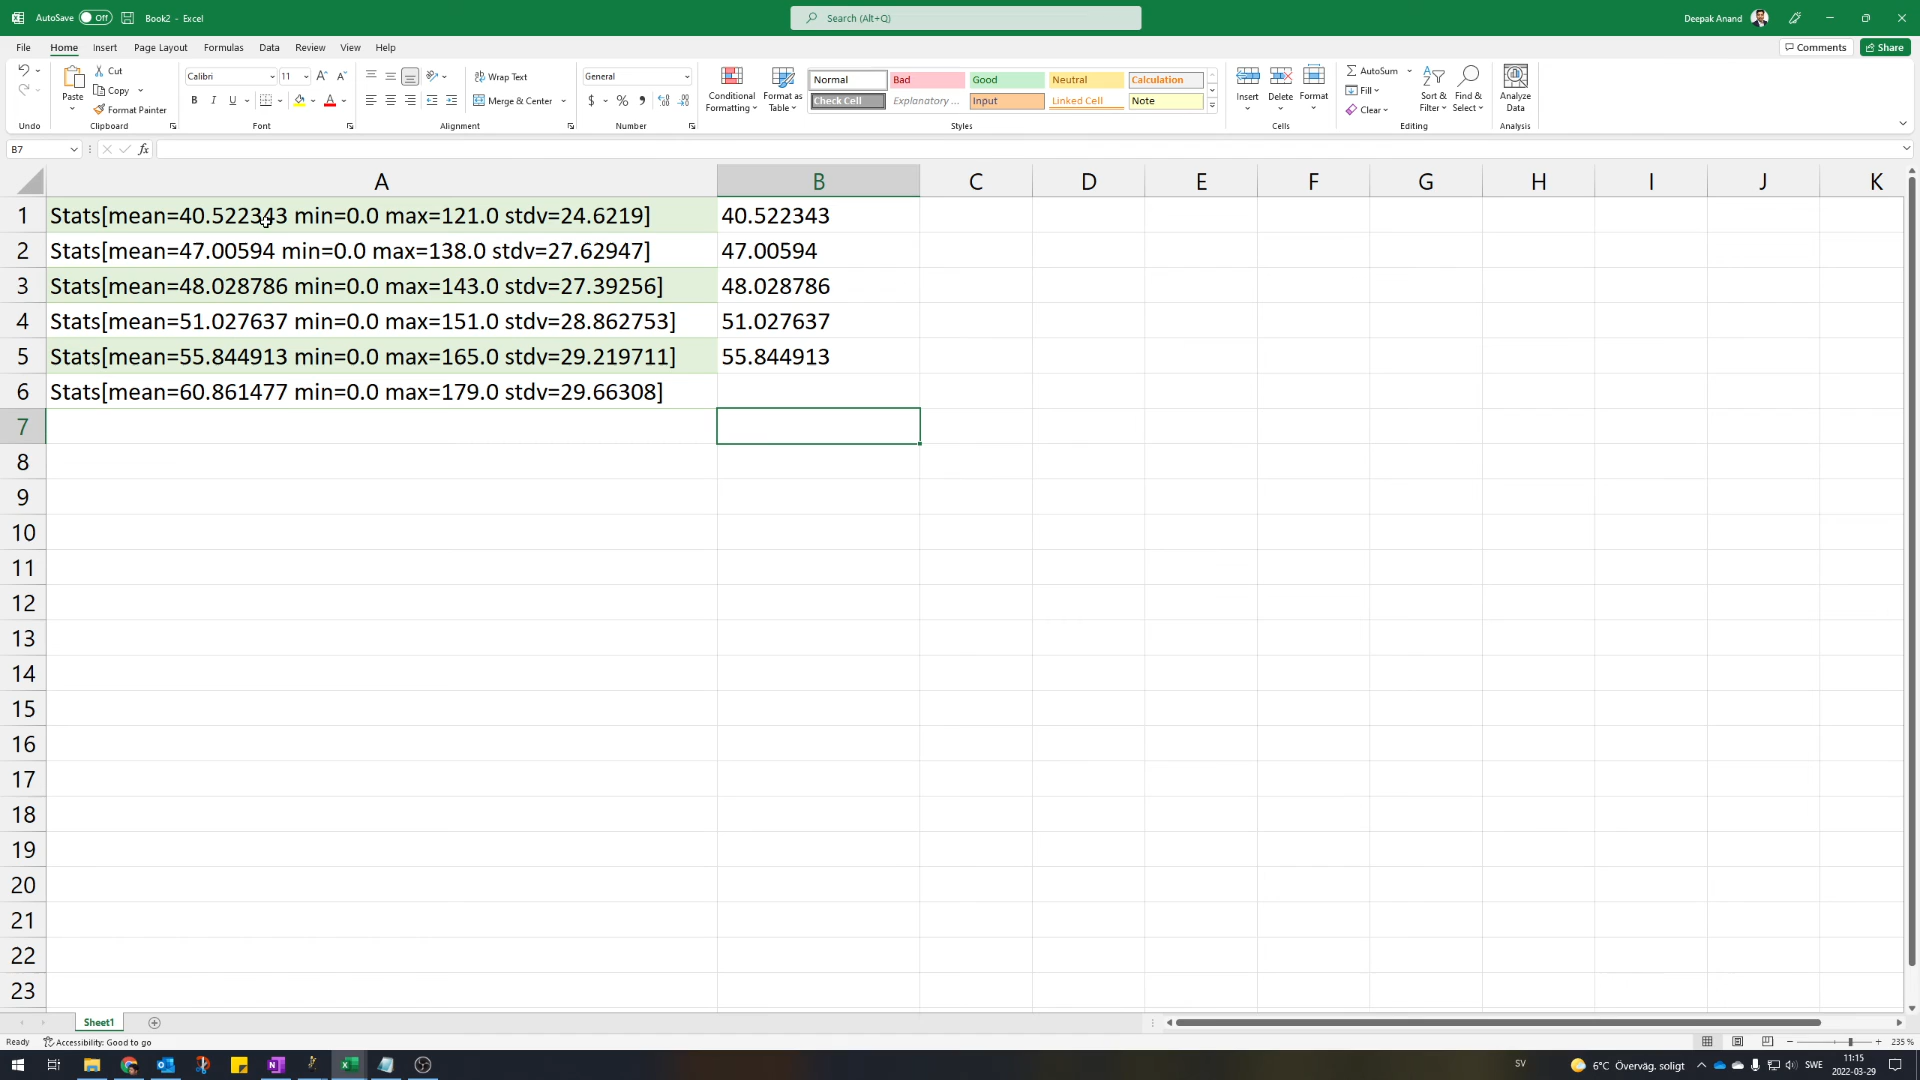 AutoSave Off Book2 - Excel Search (Alt+Q) Deepak Anand
File Home Insert Page Layout Formulas Data Review View Help Comments Share
Paste Cut Copy Format Painter
Calibri 11 A A
B I U A
Wrap Text
Merge & Center
General
$ % ,
Conditional Formatting
Format as Table
Normal Bad Good Neutral Calculation
Check Cell Explanatory ... Input Linked Cell Note
Insert Delete Format
AutoSum
Fill
Clear
Sort & Filter
Find & Select
Analyze Data
Undo Clipboard Font Alignment Number Styles Cells Editing Analysis
B7 fx
A B C D E F G H I J K
1 Stats[mean=40.522343 min=0.0 max=121.0 stdv=24.6219] 40.522343
2 Stats[mean=47.00594 min=0.0 max=138.0 stdv=27.62947] 47.00594
3 Stats[mean=48.028786 min=0.0 max=143.0 stdv=27.39256] 48.028786
4 Stats[mean=51.027637 min=0.0 max=151.0 stdv=28.862753] 51.027637
5 Stats[mean=55.844913 min=0.0 max=165.0 stdv=29.219711] 55.844913
6 Stats[mean=60.861477 min=0.0 max=179.0 stdv=29.66308]
7
8
9
10
11
12
13
14
15
16
17
18
19
20
21
22
23
Sheet1
Ready Accessibility: Good to go 235 %
SV 6°C Överväg. soligt SWE 11:15
2022-03-29